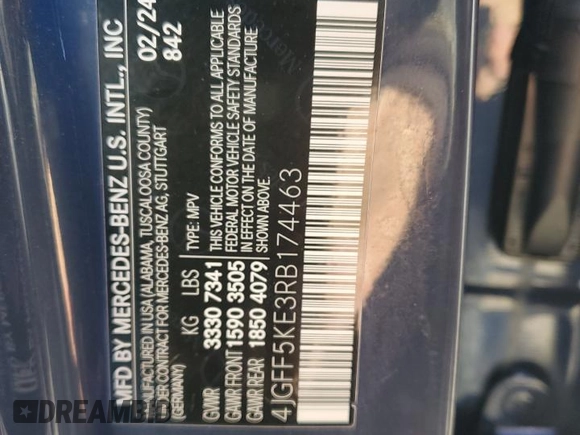 MFD BY MERCEDES-BENZ U.S. INTL., INC
MANUFACTURED IN USA (ALABAMA, TUSCALOOSA COUNTY)
UNDER CONTRACT FOR MERCEDES-BENZ AG, STUTTGART
(GERMANY)
02/24
842
TYPE: MPV
KG LBS
GVWR 3330 7341
GAWR FRONT 1590 3505
GAWR REAR 1850 4079
THIS VEHICLE CONFORMS TO ALL APPLICABLE
FEDERAL MOTOR VEHICLE SAFETY STANDARDS
IN EFFECT ON THE DATE OF MANUFACTURE
SHOWN ABOVE.
4JGFF5KE3RB174463
DREAMBID